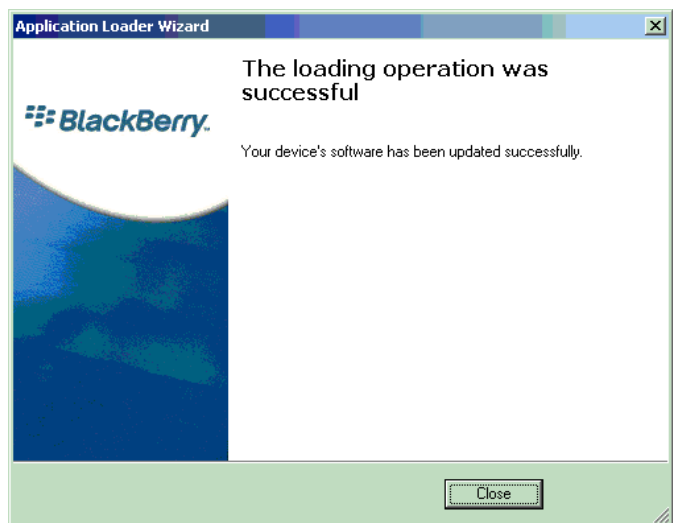 Application Loader Wizard
The loading operation was
successful
BlackBerry.
Your device's software has been updated successfully.
Close